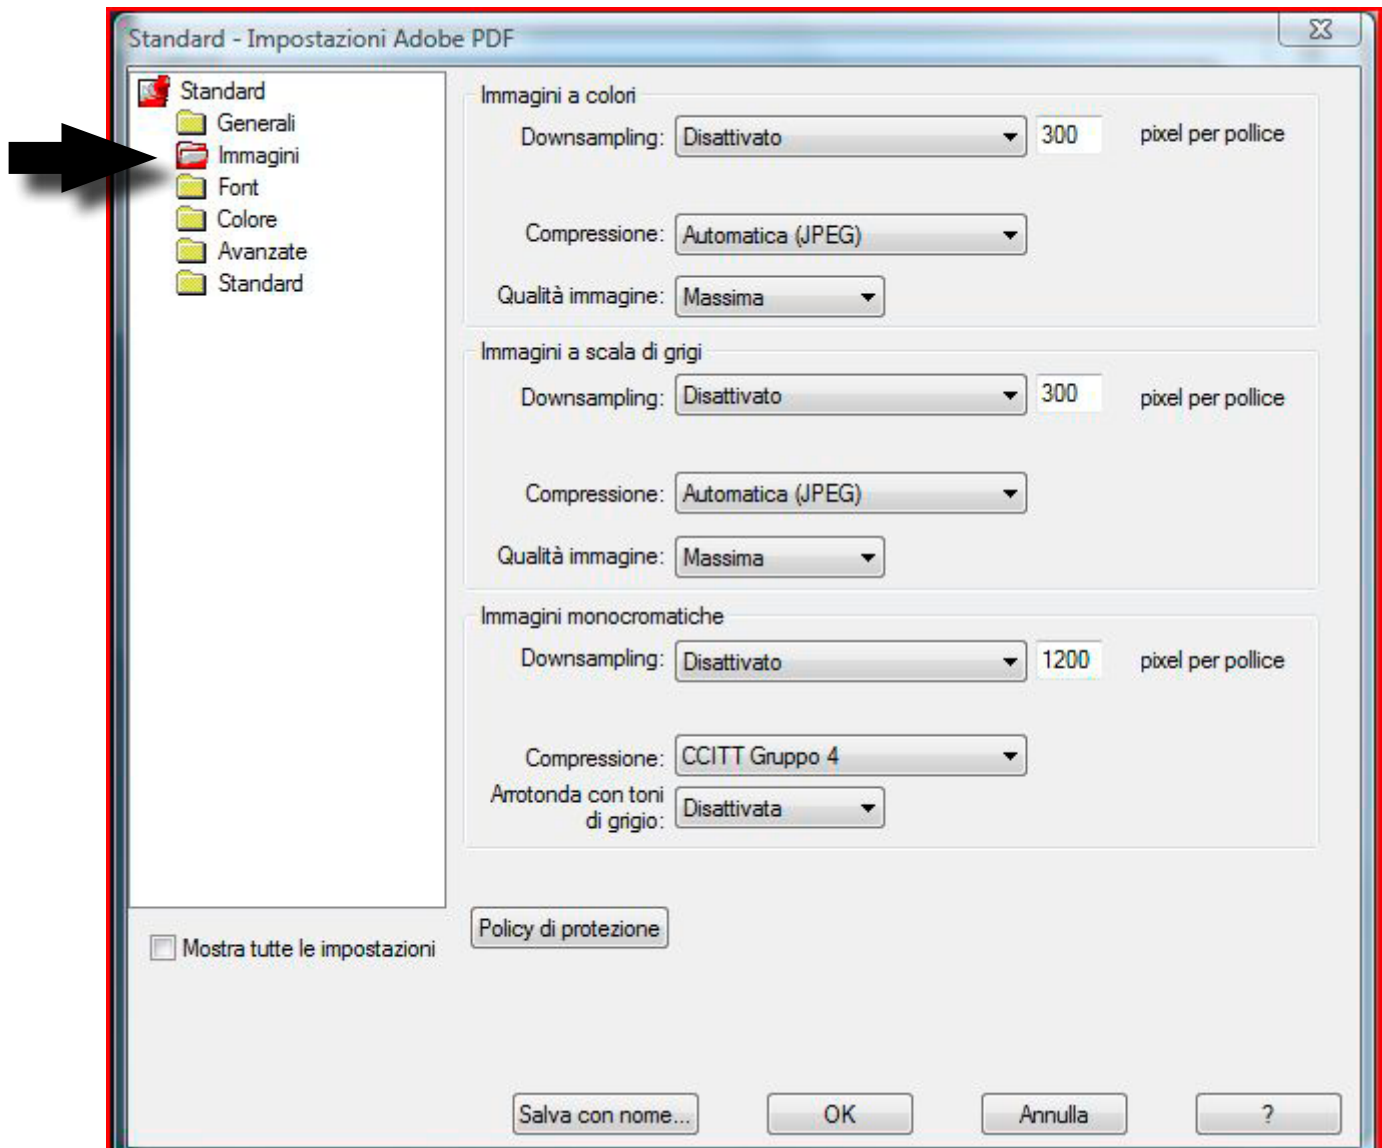 Standard - Impostazioni Adobe PDF
Standard
Generali
Immagini
Font
Colore
Avanzate
Standard
Mostra tutte le impostazioni
Immagini a colori
Downsampling: Disattivato 300 pixel per pollice
Compressione: Automatica (JPEG)
Qualità immagine: Massima
Immagini a scala di grigi
Downsampling: Disattivato 300 pixel per pollice
Compressione: Automatica (JPEG)
Qualità immagine: Massima
Immagini monocromatiche
Downsampling: Disattivato 1200 pixel per pollice
Compressione: CCITT Gruppo 4
Arrotonda con toni
di grigio: Disattivata
Policy di protezione
Salva con nome... OK Annulla ?